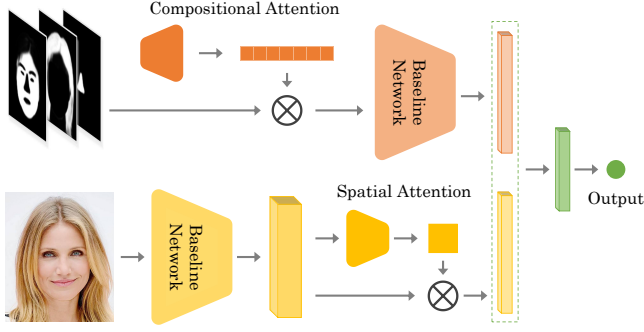 Compositional Attention
Baseline
Network
Spatial Attention
Baseline
Network
Output